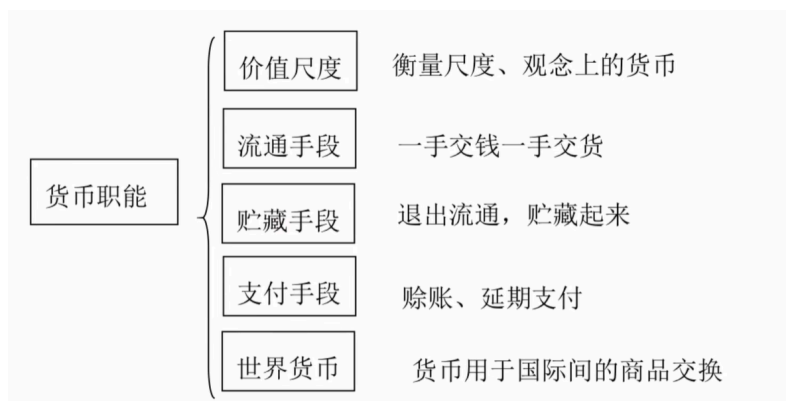 货币职能
价值尺度 衡量尺度、观念上的货币
流通手段 一手交钱一手交货
贮藏手段 退出流通，贮藏起来
支付手段 赊账、延期支付
世界货币 货币用于国际间的商品交换